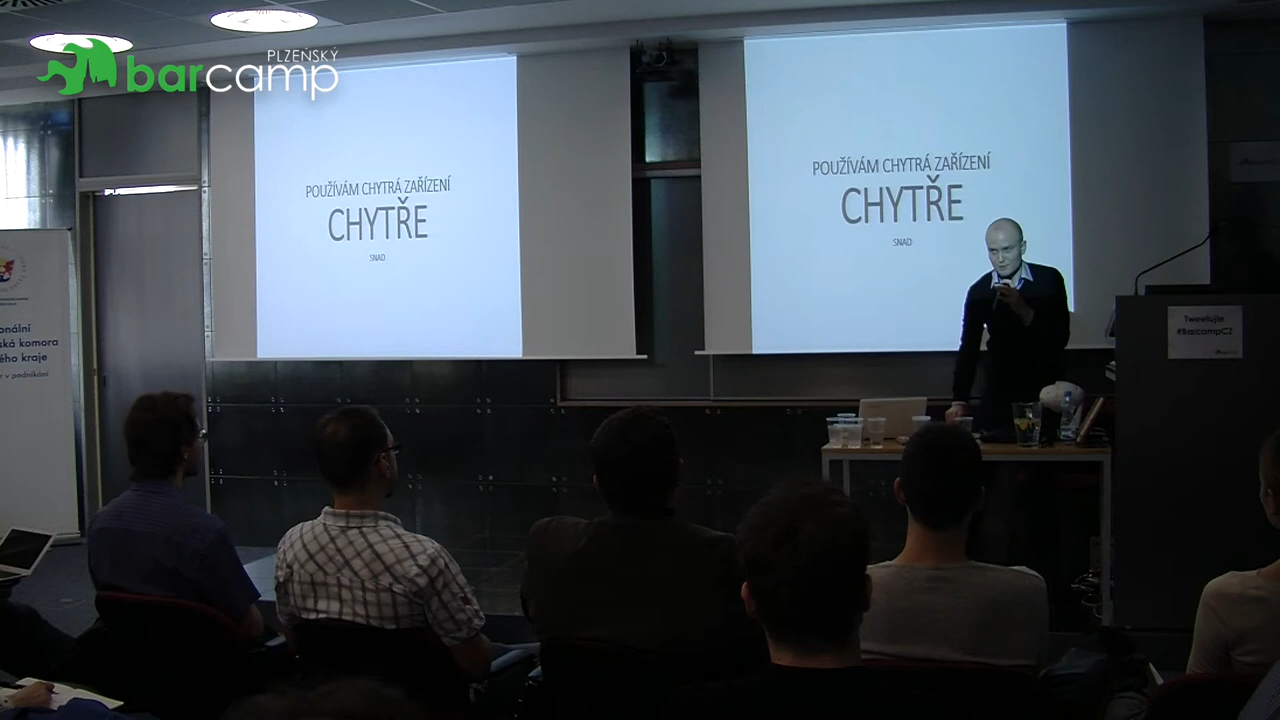 PLZEŇSKÝ
barcamp
POUŽÍVÁM CHYTRÁ ZAŘÍZENÍ
CHYTŘE
SNAD
POUŽÍVÁM CHYTRÁ ZAŘÍZENÍ
CHYTŘE
SNAD
Tweetujte
#BarcampCZ
onální
ská komora
ého kraje
r v podnikání